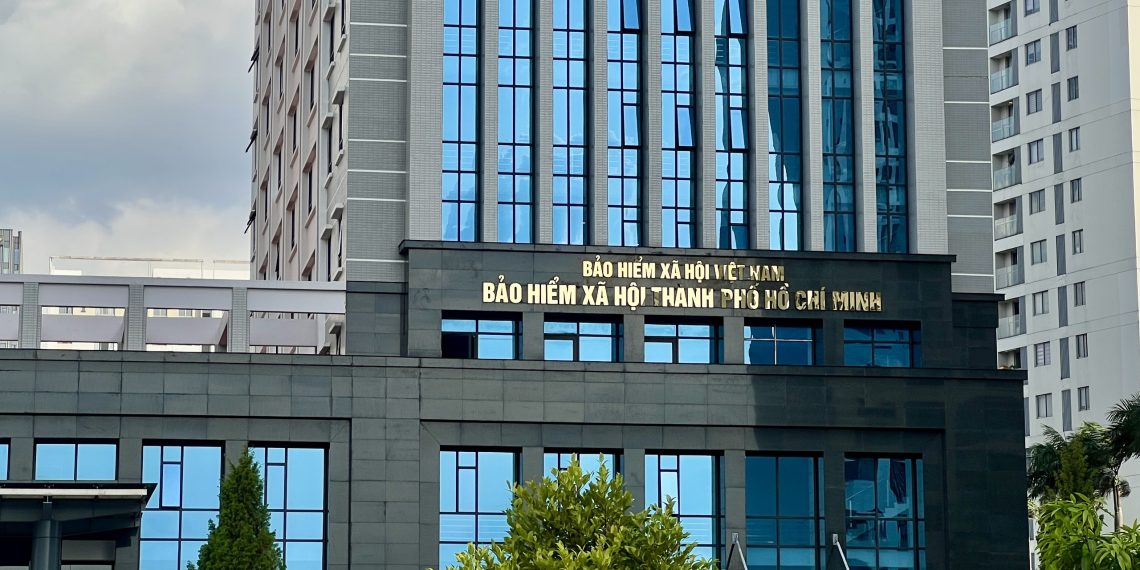 BẢO HIỂM XÃ HỘI VIỆT NAM
BẢO HIỂM XÃ HỘI THÀNH PHỐ HỒ CHÍ MINH